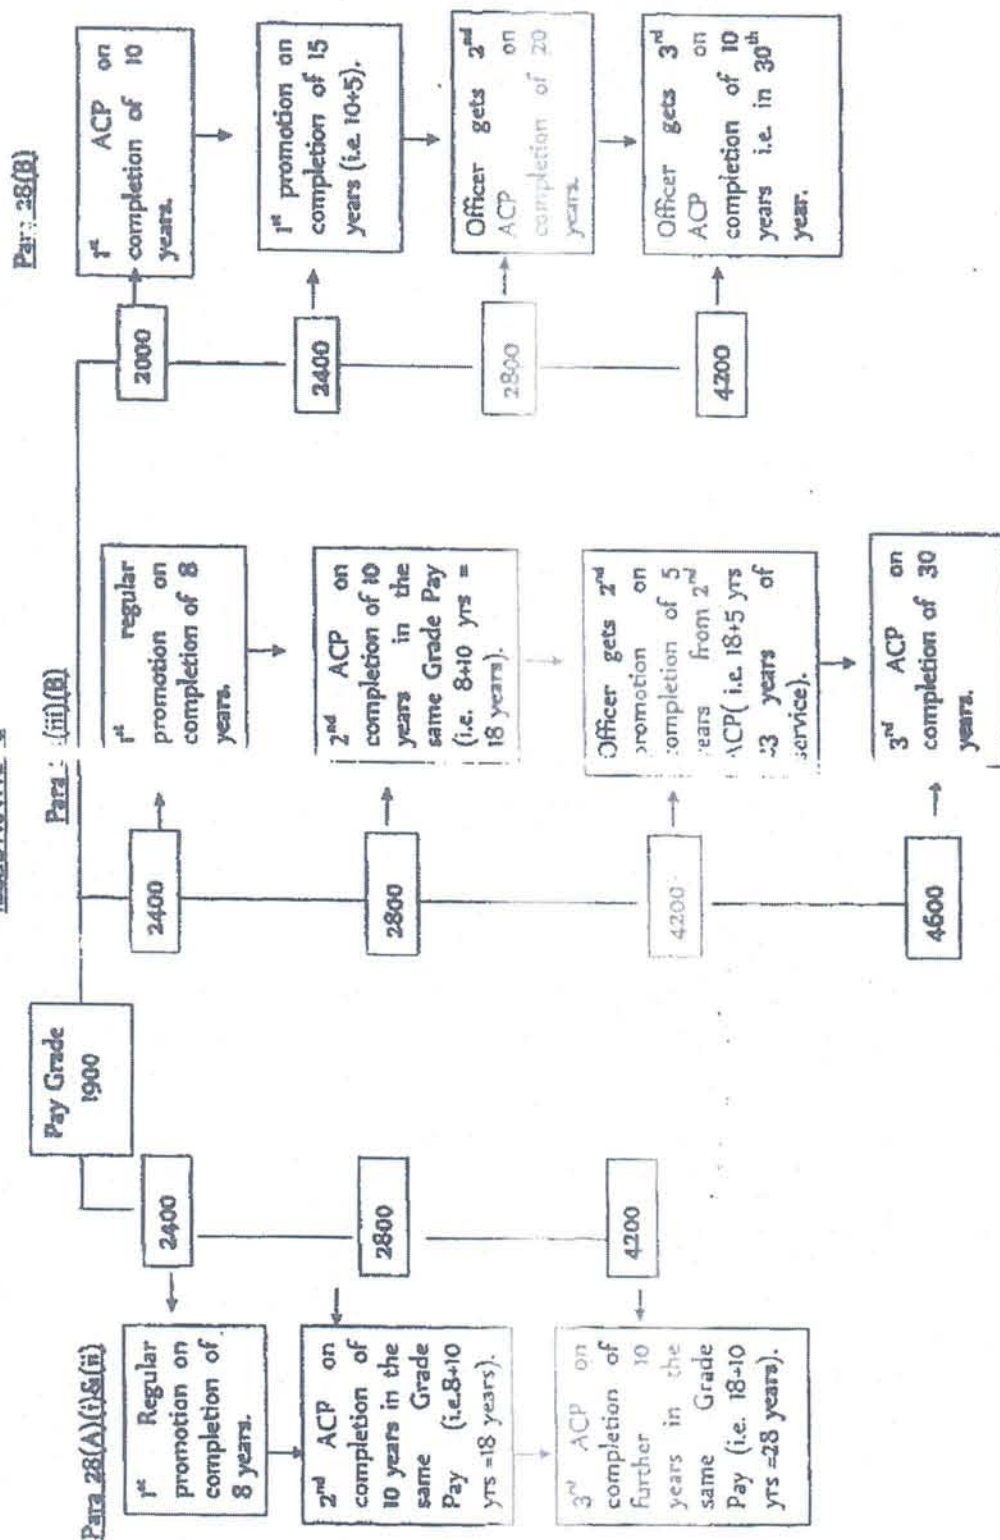 Pay Grade
1900
Para 28(A)(i)&(ii)
2400
1st Regular
promotion on
completion of
8 years.
2800
2nd ACP on
completion of
10 years in the
same Grade
Pay (i.e.8+10
yrs =18 years).
4200
3rd ACP on
completion of
further 10
years in the
same Grade
Pay (i.e. 18+10
yrs =28 years).
Para (iii)(B)
2400
1st regular
promotion on
completion of 8
years.
2800
2nd ACP on
completion of 10
years in the
same Grade Pay
(i.e. 8+10 yrs =
18 years).
4200
Officer gets 2nd
promotion on
completion of 5
years from 2nd
ACP( i.e. 18+5 yrs
23 years of
service).
4600
3rd ACP on
completion of 30
years.
Para 28(B)
2000
1st ACP on
completion of 10
years.
2400
1st promotion on
completion of 15
years (i.e. 10+5).
2800
Officer gets 2nd
ACP on
completion of 20
years.
4200
Officer gets 3rd
ACP on
completion of 10
years i.e. in 30th
year.